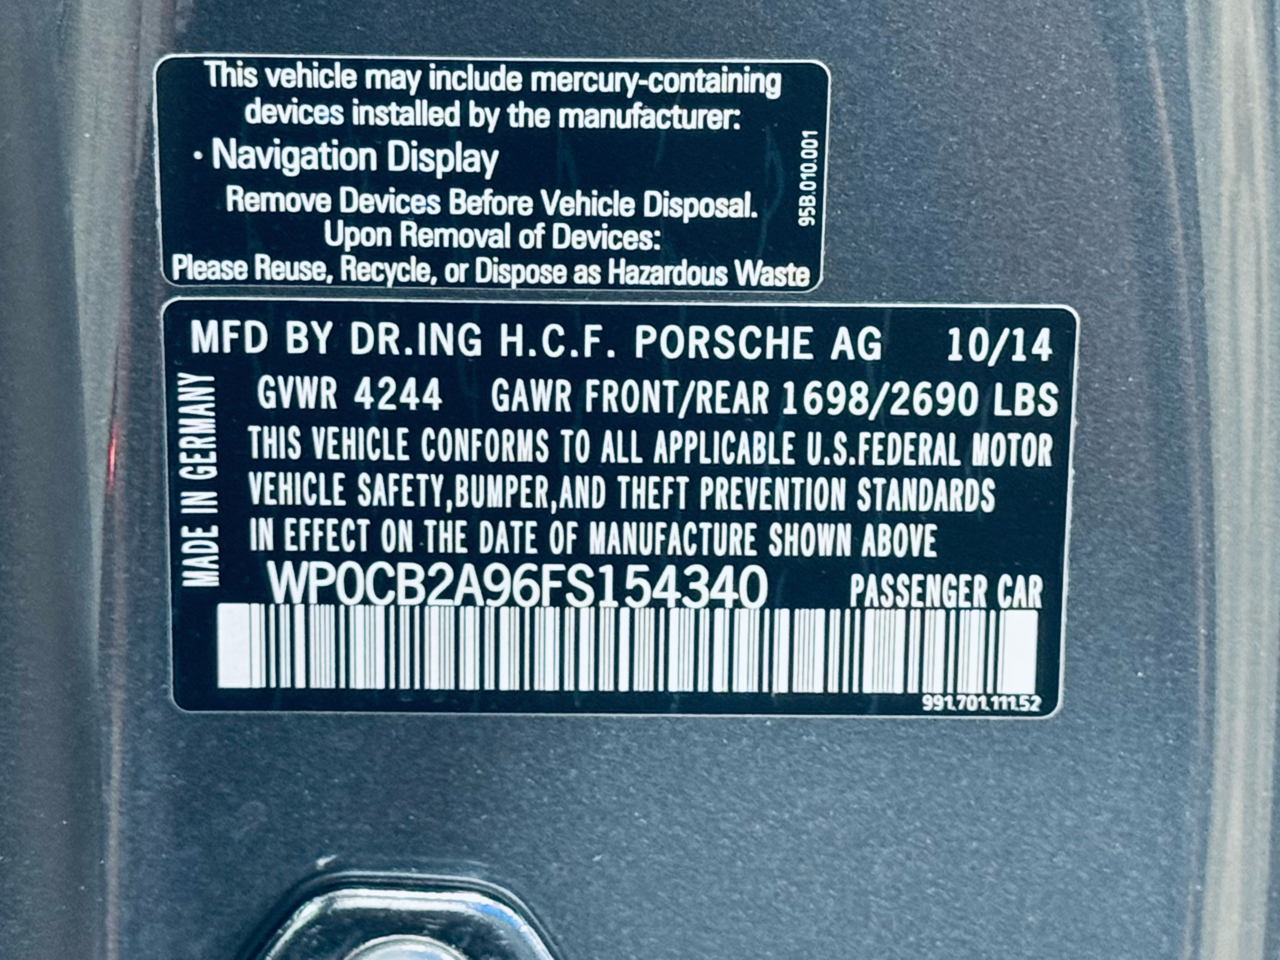 This vehicle may include mercury-containing
devices installed by the manufacturer:
· Navigation Display
Remove Devices Before Vehicle Disposal.
Upon Removal of Devices:
Please Reuse, Recycle, or Dispose as Hazardous Waste
95B.010.001
MFD BY DR.ING H.C.F. PORSCHE AG 10/14
GVWR 4244 GAWR FRONT/REAR 1698/2690 LBS
THIS VEHICLE CONFORMS TO ALL APPLICABLE U.S.FEDERAL MOTOR
VEHICLE SAFETY,BUMPER,AND THEFT PREVENTION STANDARDS
IN EFFECT ON THE DATE OF MANUFACTURE SHOWN ABOVE
MADE IN GERMANY
WP0CB2A96FS154340 PASSENGER CAR
991.701.111.52